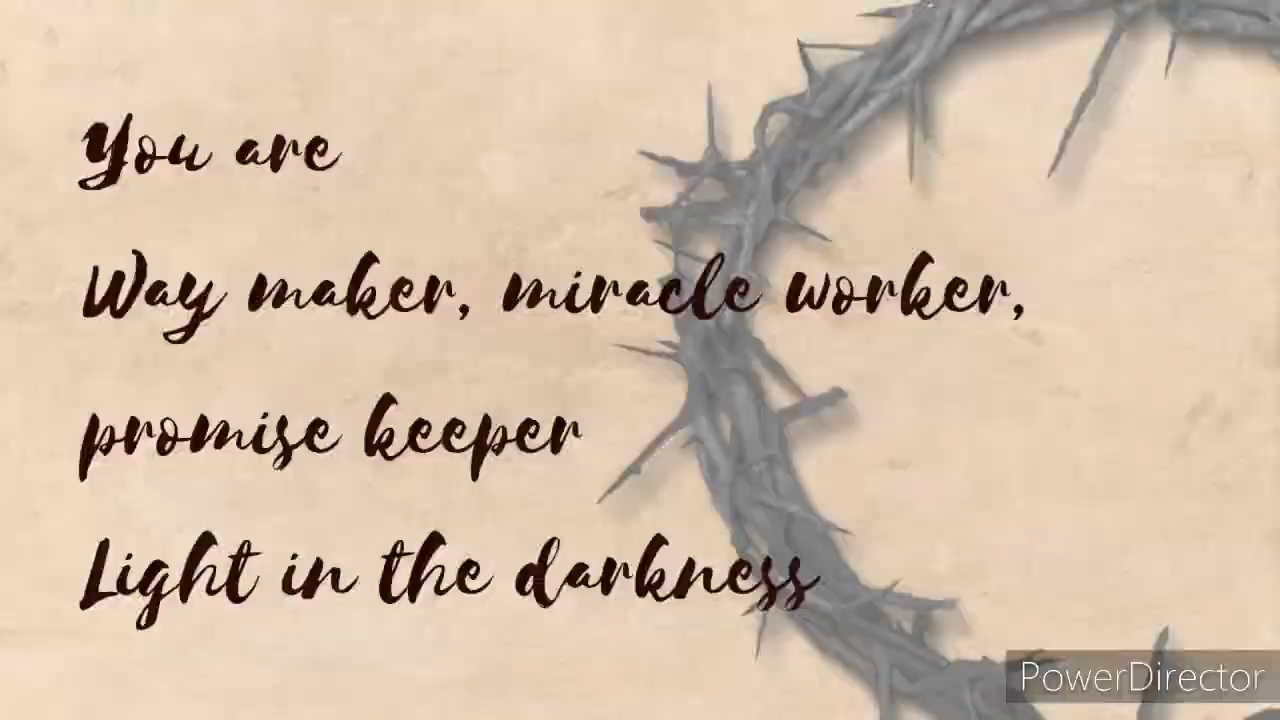 You are
Way maker, miracle worker,
promise keeper
Light in the darkness
PowerDirector